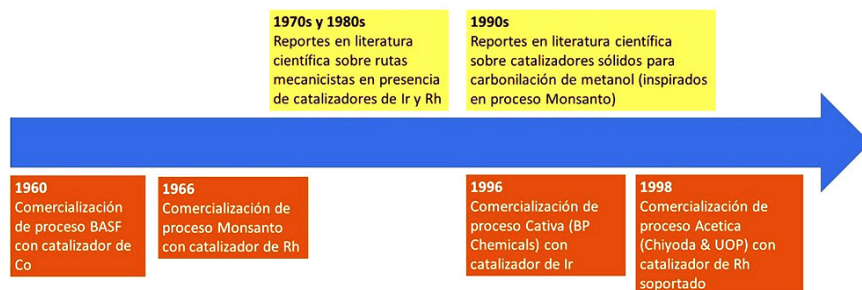 1970s y 1980s
Reportes en literatura
científica sobre rutas
mecanicistas en presencia
de catalizadores de Ir y Rh
1990s
Reportes en literatura científica
sobre catalizadores sólidos para
carbonilación de metanol (inspirados
en proceso Monsanto)
1960
Comercialización
de proceso BASF
con catalizador de
Co
1966
Comercialización de
proceso Monsanto
con catalizador de Rh
1996
Comercialización de
proceso Cativa (BP
Chemicals) con
catalizador de Ir
1998
Comercialización de
proceso Acetica
(Chiyoda & UOP) con
catalizador de Rh
soportado